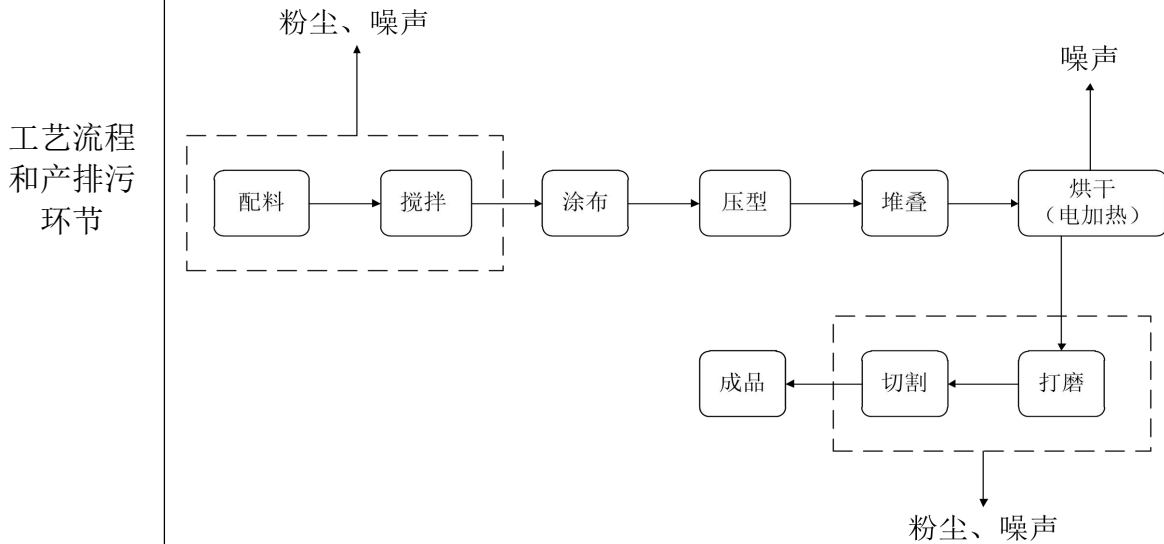 工艺流程
和产排污
环节
粉尘、噪声
噪声
配料
搅拌
涂布
压型
堆叠
烘干
（电加热）
成品
切割
打磨
粉尘、噪声